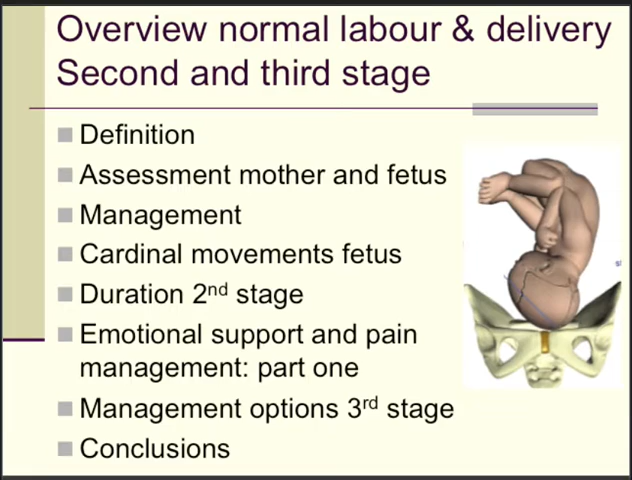 Overview normal labour & delivery
Second and third stage
Definition
Assessment mother and fetus
Management
Cardinal movements fetus
Duration 2nd stage
Emotional support and pain
management: part one
Management options 3rd stage
Conclusions